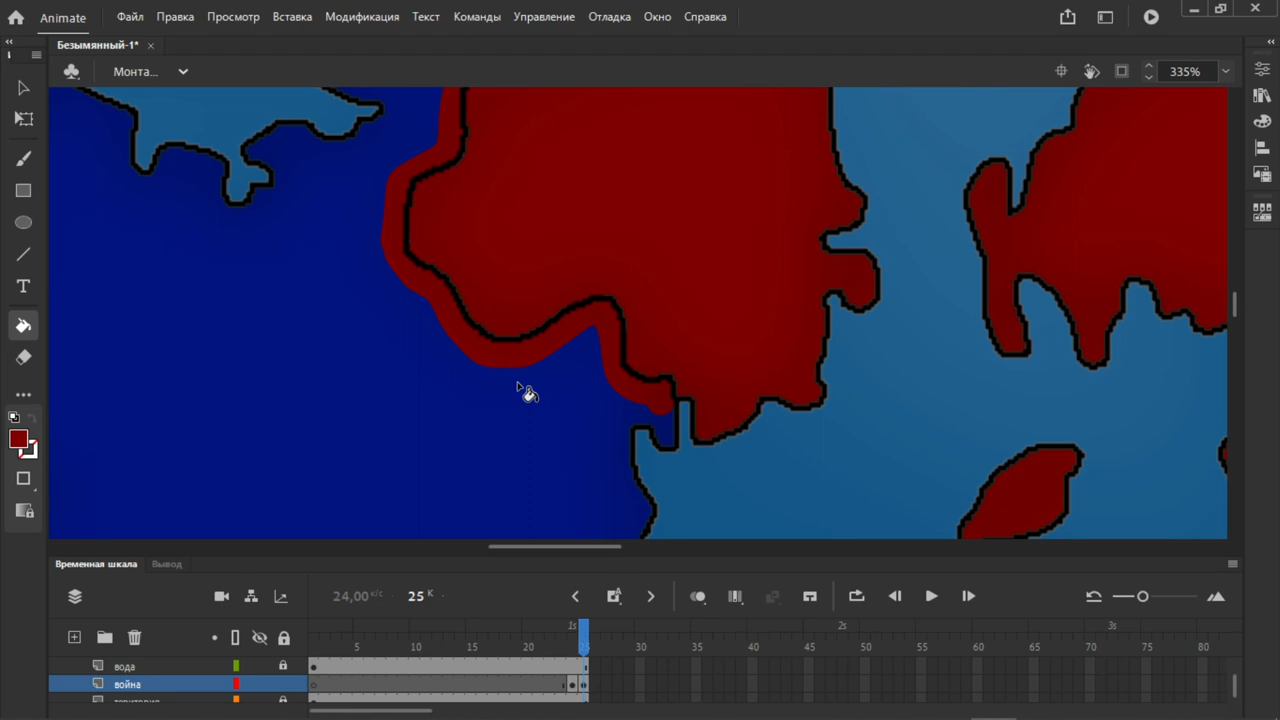 Animate Файл Правка Просмотр Вставка Модификация Текст Команды Управление Отладка Окно Справка
Безымянный-1*
Монта... 335%
Временная шкала Вывод
24,00 к/с 25 К
1s 2s 3s
5 10 15 20 25 30 35 40 45 50 55 60 65 70 75 80
вода
война
територия